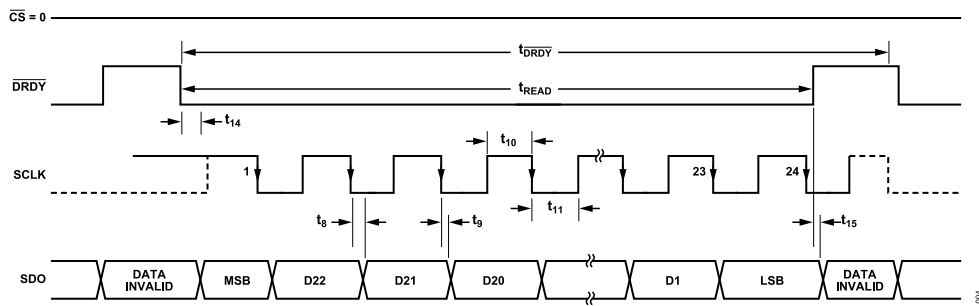 CS = 0
tDRDY
DRDY
tREAD
t14
t10
SCLK
1
23
24
t8
t9
t11
t15
SDO
DATA INVALID
MSB
D22
D21
D20
D1
LSB
DATA INVALID